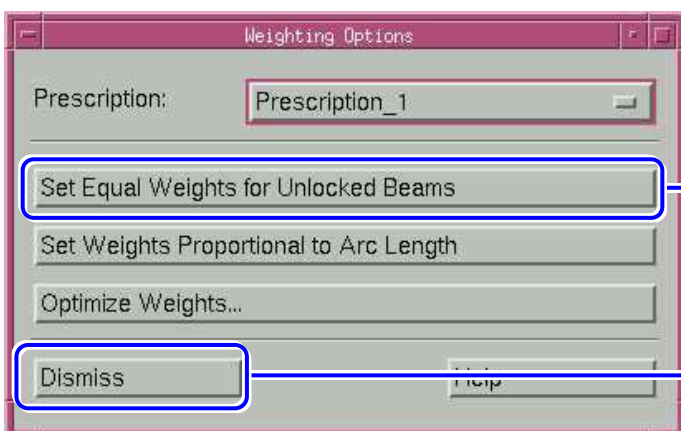 Weighting Options
Prescription: Prescription_1
Set Equal Weights for Unlocked Beams
Set Weights Proportional to Arc Length
Optimize Weights...
Dismiss Help